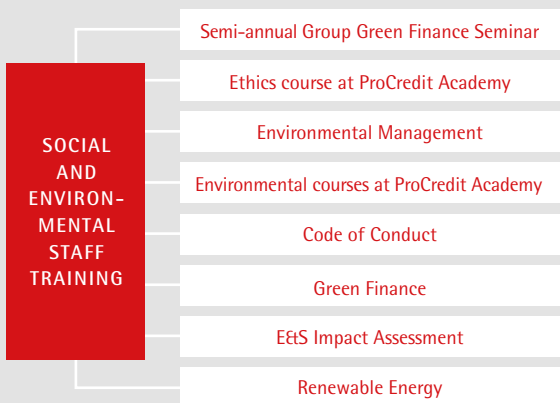 Semi-annual Group Green Finance Seminar
Ethics course at ProCredit Academy
Environmental Management
Environmental courses at ProCredit Academy
Code of Conduct
Green Finance
E&S Impact Assessment
Renewable Energy
SOCIAL
AND
ENVIRON-
MENTAL
STAFF
TRAINING